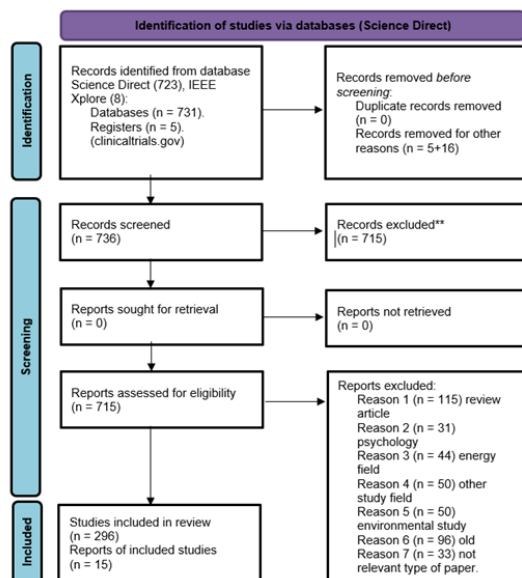 Identification of studies via databases (Science Direct)
Identification
Records identified from database
Science Direct (723), IEEE
Xplore (8):
Databases (n = 731).
Registers (n = 5).
(clinicaltrials.gov)
Records removed before
screening:
Duplicate records removed
(n = 0)
Records removed for other
reasons (n = 5+16)
Screening
Records screened
(n = 736)
Records excluded**
(n = 715)
Reports sought for retrieval
(n = 0)
Reports not retrieved
(n = 0)
Reports assessed for eligibility
(n = 715)
Reports excluded:
Reason 1 (n = 115) review
article
Reason 2 (n = 31)
psychology
Reason 3 (n = 44) energy
field
Reason 4 (n = 50) other
study field
Reason 5 (n = 50)
environmental study
Reason 6 (n = 96) old
Reason 7 (n = 33) not
relevant type of paper.
Included
Studies included in review
(n = 296)
Reports of included studies
(n = 15)